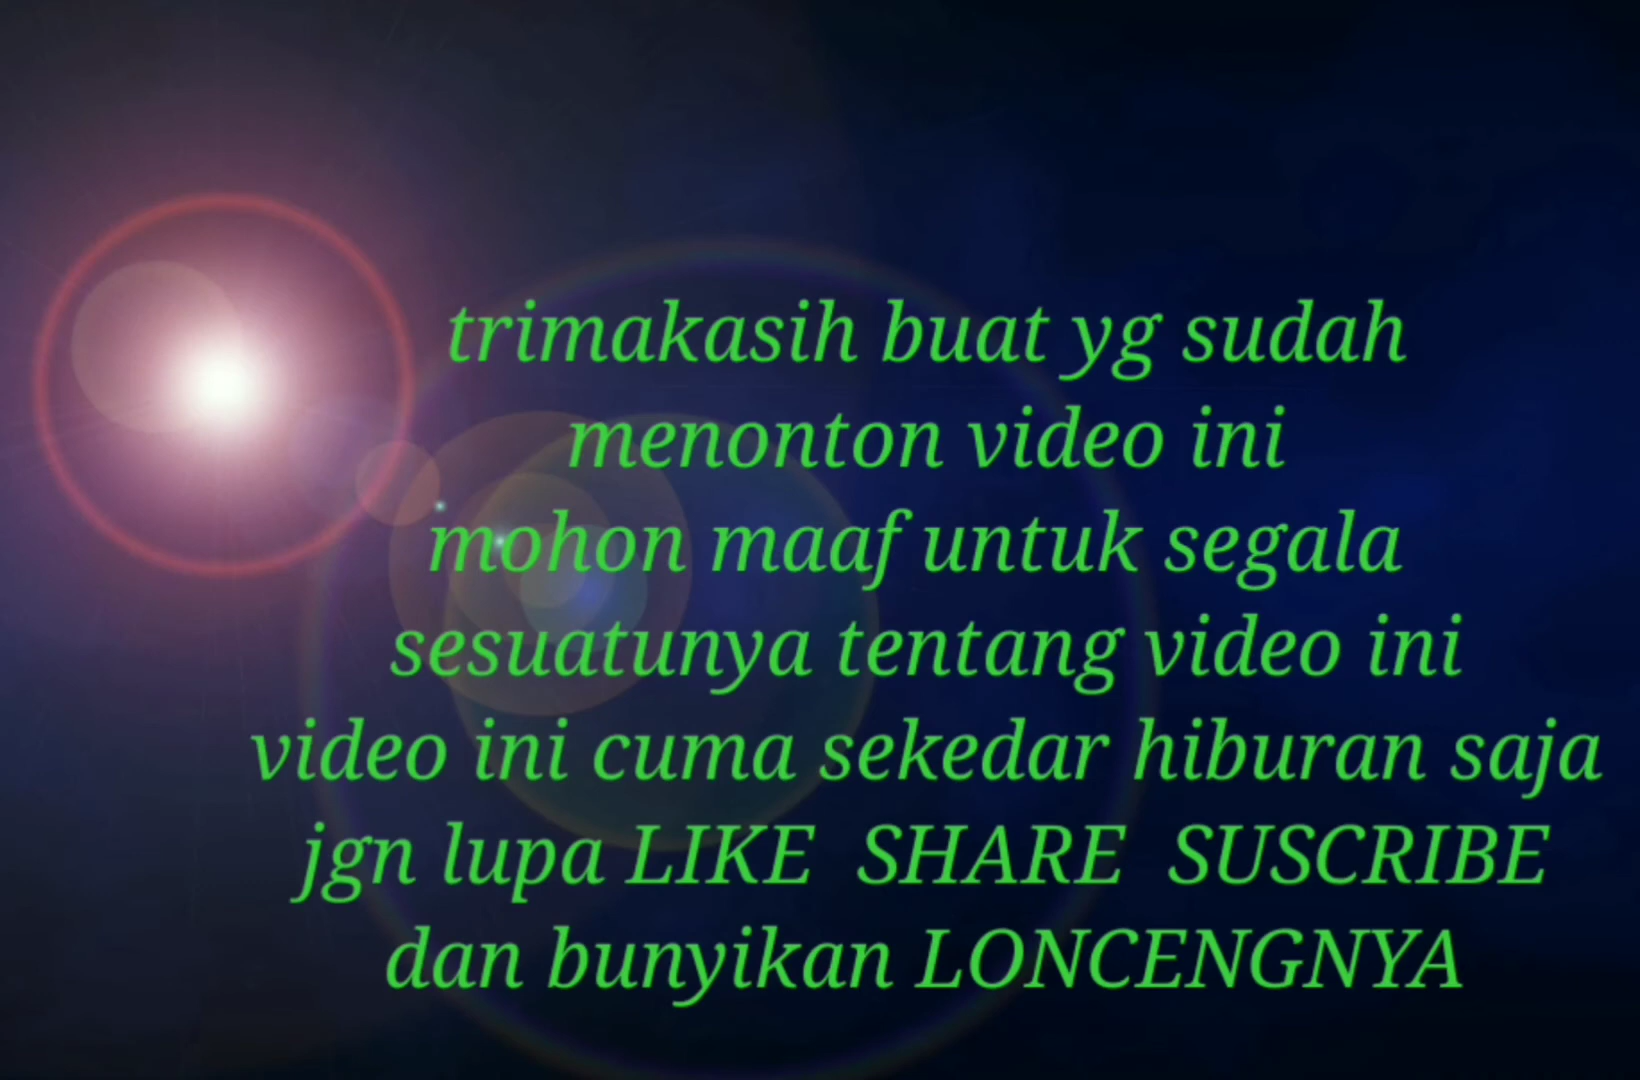 trimakasih buat yg sudah
menonton video ini
mohon maaf untuk segala
sesuatunya tentang video ini
video ini cuma sekedar hiburan saja
jgn lupa LIKE SHARE SUSCRIBE
dan bunyikan LONCENGNYA